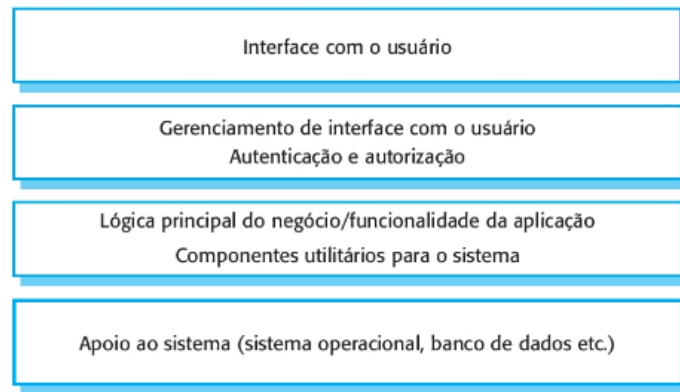 Interface com o usuário
Gerenciamento de interface com o usuário
Autenticação e autorização
Lógica principal do negócio/funcionalidade da aplicação
Componentes utilitários para o sistema
Apoio ao sistema (sistema operacional, banco de dados etc.)